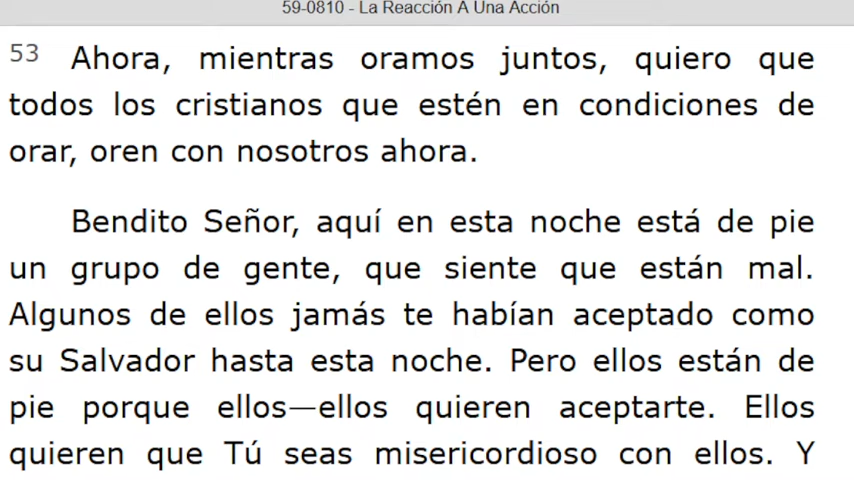 59-0810 - La Reacción A Una Acción
53 Ahora, mientras oramos juntos, quiero que
todos los cristianos que estén en condiciones de
orar, oren con nosotros ahora.
Bendito Señor, aquí en esta noche está de pie
un grupo de gente, que siente que están mal.
Algunos de ellos jamás te habían aceptado como
su Salvador hasta esta noche. Pero ellos están de
pie porque ellos—ellos quieren aceptarte. Ellos
quieren que Tú seas misericordioso con ellos. Y